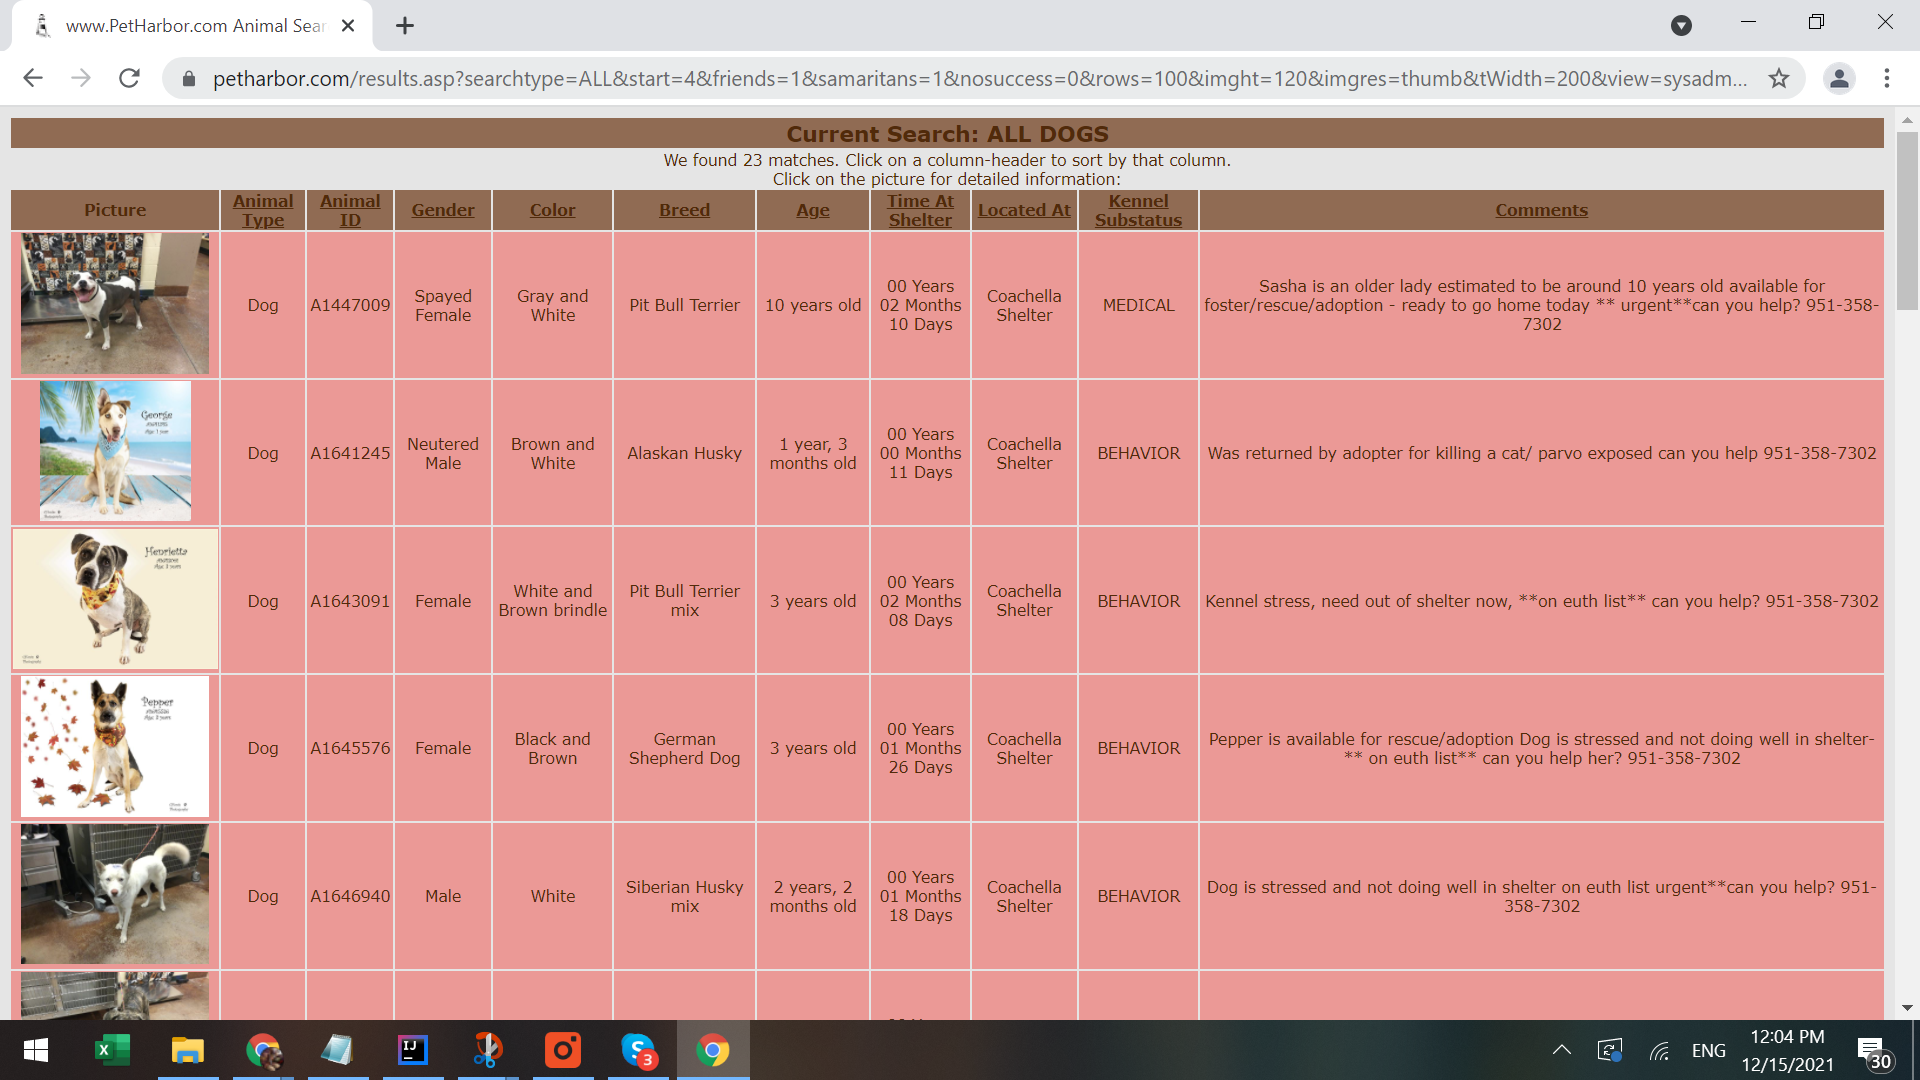 www.PetHarbor.com Animal Sear
petharbor.com/results.asp?searchtype=ALL&start=4&friends=1&samaritans=1&nosuccess=0&rows=100&imght=120&imgres=thumb&tWidth=200&view=sysadm...
Current Search: ALL DOGS
We found 23 matches. Click on a column-header to sort by that column.
Click on the picture for detailed information:
Picture
Animal
Type
Animal
ID
Gender
Color
Breed
Age
Time At
Shelter
Located At
Kennel
Substatus
Comments
Dog
A1447009
Spayed
Female
Gray and
White
Pit Bull Terrier
10 years old
00 Years
02 Months
10 Days
Coachella
Shelter
MEDICAL
Sasha is an older lady estimated to be around 10 years old available for
foster/rescue/adoption - ready to go home today ** urgent**can you help? 951-358-
7302
George
Dog
A1641245
Neutered
Male
Brown and
White
Alaskan Husky
1 year, 3
months old
00 Years
00 Months
11 Days
Coachella
Shelter
BEHAVIOR
Was returned by adopter for killing a cat/ parvo exposed can you help 951-358-7302
Henrietta
Age 3 years
Dog
A1643091
Female
White and
Brown brindle
Pit Bull Terrier
mix
3 years old
00 Years
02 Months
08 Days
Coachella
Shelter
BEHAVIOR
Kennel stress, need out of shelter now, **on euth list** can you help? 951-358-7302
Pepper
Age 3 years
Dog
A1645576
Female
Black and
Brown
German
Shepherd Dog
3 years old
00 Years
01 Months
26 Days
Coachella
Shelter
BEHAVIOR
Pepper is available for rescue/adoption Dog is stressed and not doing well in shelter-
** on euth list** can you help her? 951-358-7302
Dog
A1646940
Male
White
Siberian Husky
mix
2 years, 2
months old
00 Years
01 Months
18 Days
Coachella
Shelter
BEHAVIOR
Dog is stressed and not doing well in shelter on euth list urgent**can you help? 951-
358-7302
IJ
S
3
ENG
12:04 PM
12/15/2021
30